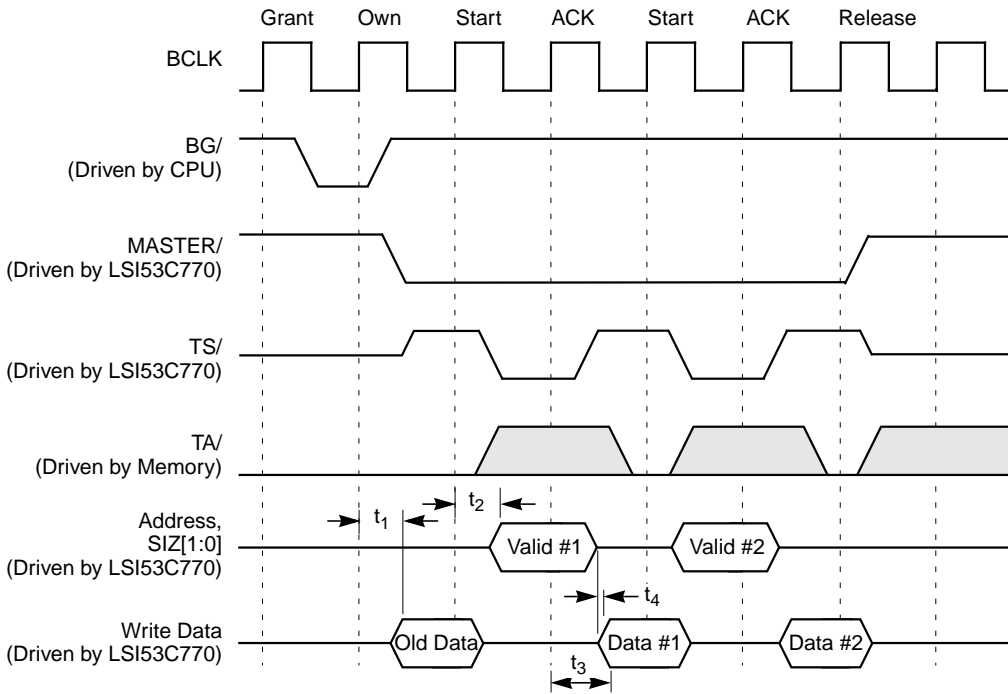 Grant Own Start ACK Start ACK Release
BCLK
BG/
(Driven by CPU)
MASTER/
(Driven by LSI53C770)
TS/
(Driven by LSI53C770)
TA/
(Driven by Memory)
t2
t1
Address,
SIZ[1:0]
(Driven by LSI53C770)
Valid #1 Valid #2
t4
Write Data
(Driven by LSI53C770)
Old Data Data #1 Data #2
t3